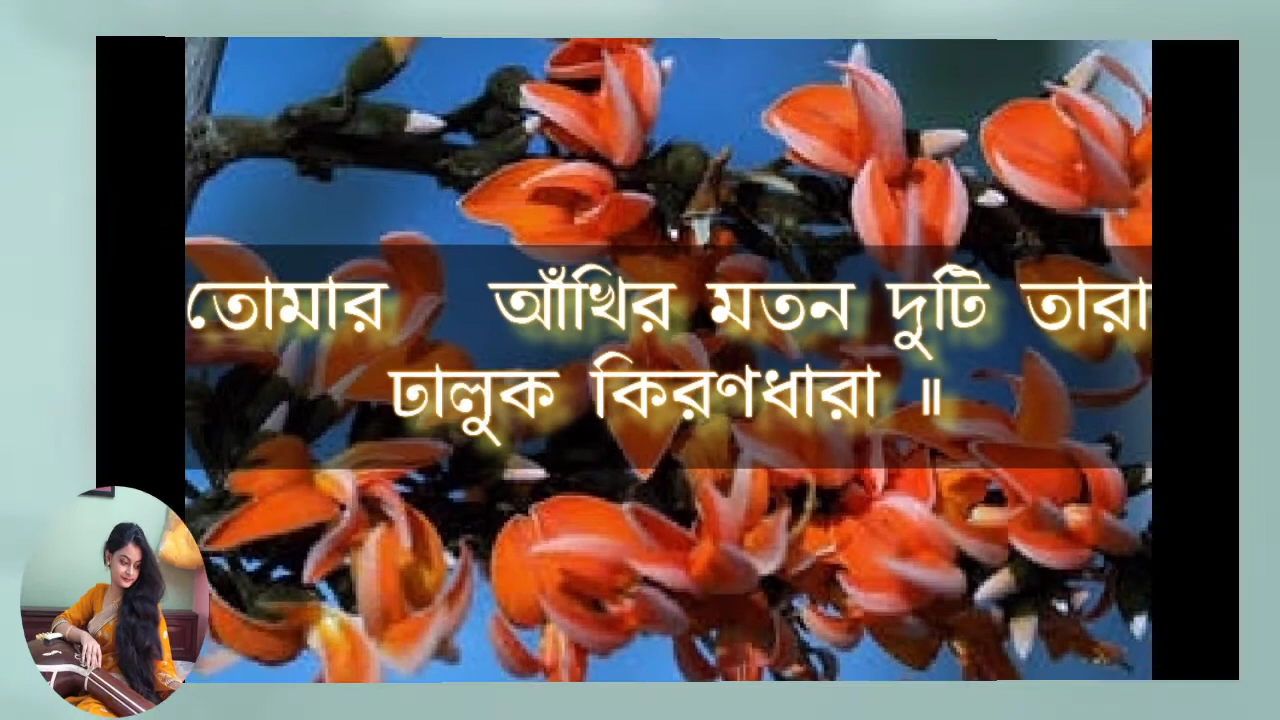 তোমার আঁখির মতন দুটি তারা
ঢালুক কিরণধারা ॥